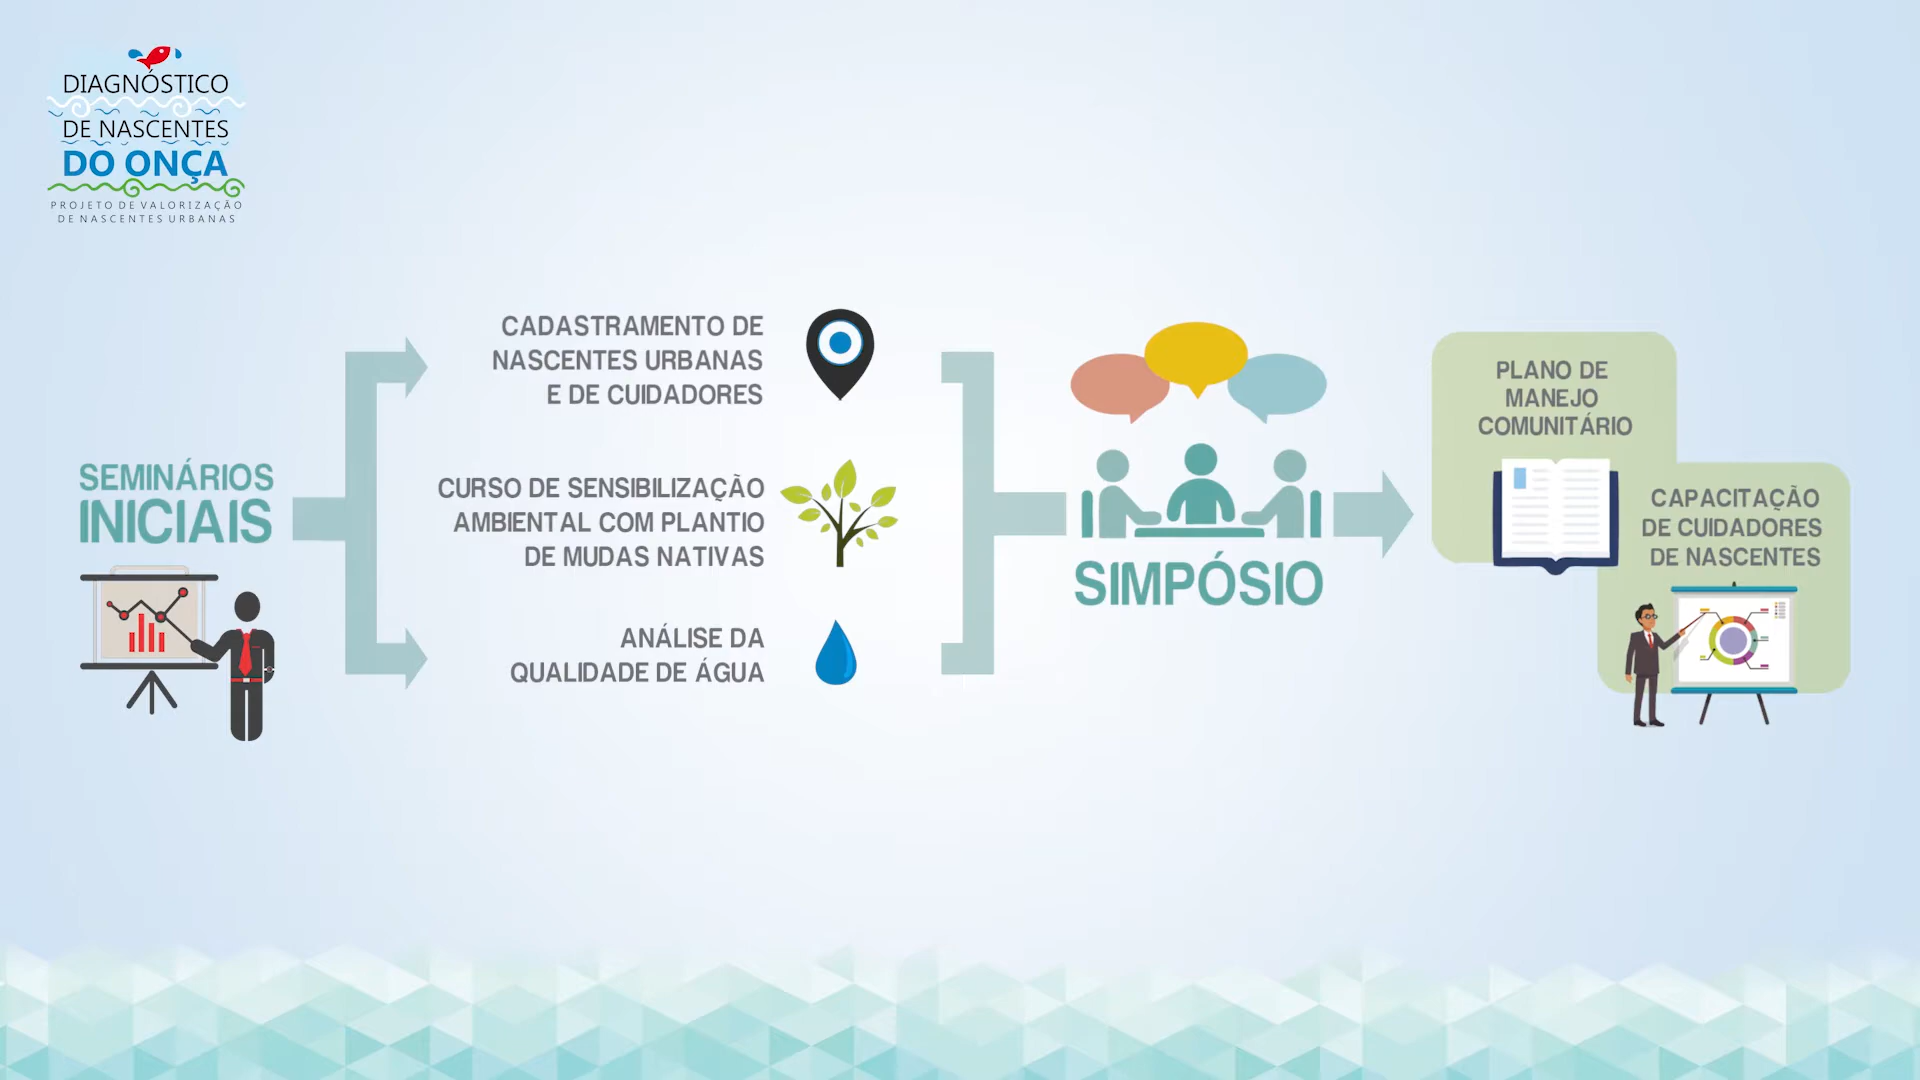 DIAGNÓSTICO
DE NASCENTES
DO ONÇA
PROJETO DE VALORIZAÇÃO
DE NASCENTES URBANAS
SEMINÁRIOS
INICIAIS
CADASTRAMENTO DE
NASCENTES URBANAS
E DE CUIDADORES
CURSO DE SENSIBILIZAÇÃO
AMBIENTAL COM PLANTIO
DE MUDAS NATIVAS
ANÁLISE DA
QUALIDADE DE ÁGUA
SIMPÓSIO
PLANO DE
MANEJO
COMUNITÁRIO
CAPACITAÇÃO
DE CUIDADORES
DE NASCENTES